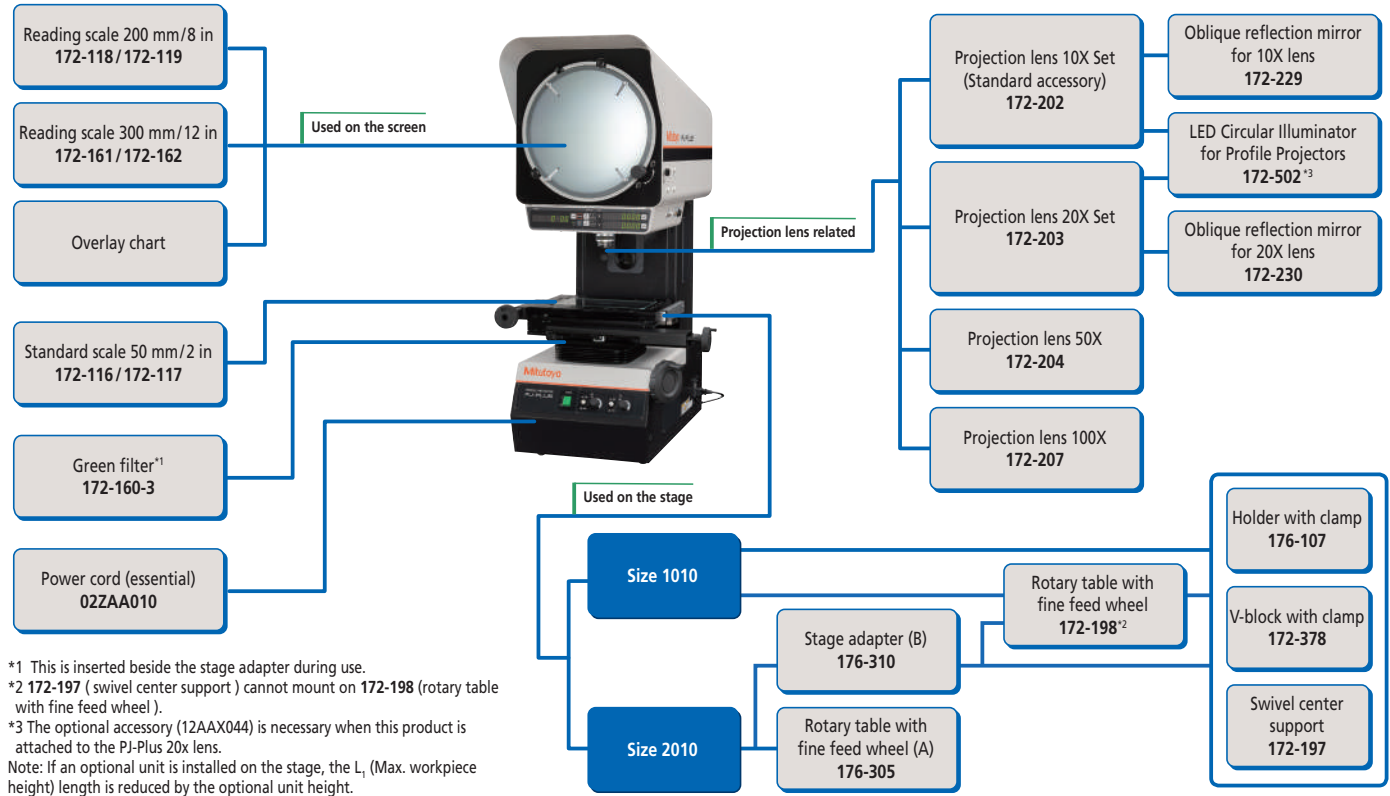 Reading scale 200 mm/8 in
172-118/172-119
Reading scale 300 mm/12 in
172-161/172-162
Overlay chart
Standard scale 50 mm/2 in
172-116/172-117
Green filter*1
172-160-3
Power cord (essential)
02ZAA010
Used on the screen
Mitutoyo
PJ-PLUS
Projection lens related
Used on the stage
Projection lens 10X Set
(Standard accessory)
172-202
Projection lens 20X Set
172-203
Projection lens 50X
172-204
Projection lens 100X
172-207
Oblique reflection mirror
for 10X lens
172-229
LED Circular Illuminator
for Profile Projectors
172-502*3
Oblique reflection mirror
for 20X lens
172-230
Size 1010
Size 2010
Stage adapter (B)
176-310
Rotary table with
fine feed wheel (A)
176-305
Rotary table with
fine feed wheel
172-198*2
Holder with clamp
176-107
V-block with clamp
172-378
Swivel center
support
172-197
*1 This is inserted beside the stage adapter during use.
*2 172-197 ( swivel center support ) cannot mount on 172-198 (rotary table
with fine feed wheel ).
*3 The optional accessory (12AAX044) is necessary when this product is
attached to the PJ-Plus 20x lens.
Note: If an optional unit is installed on the stage, the L1 (Max. workpiece
height) length is reduced by the optional unit height.